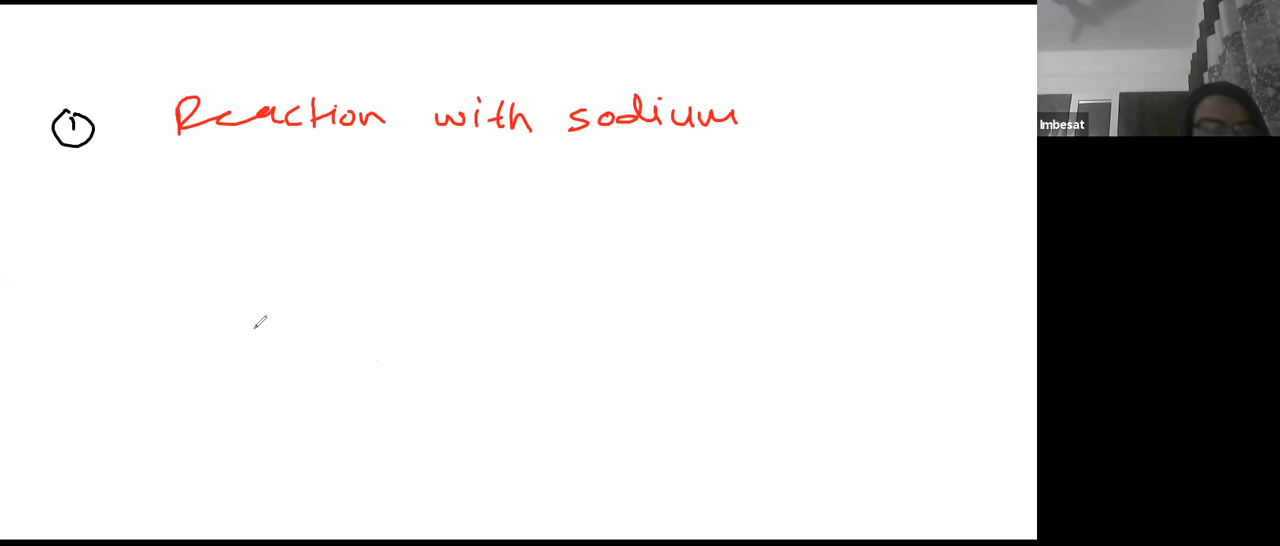 ① Reaction with sodium
Imbesat